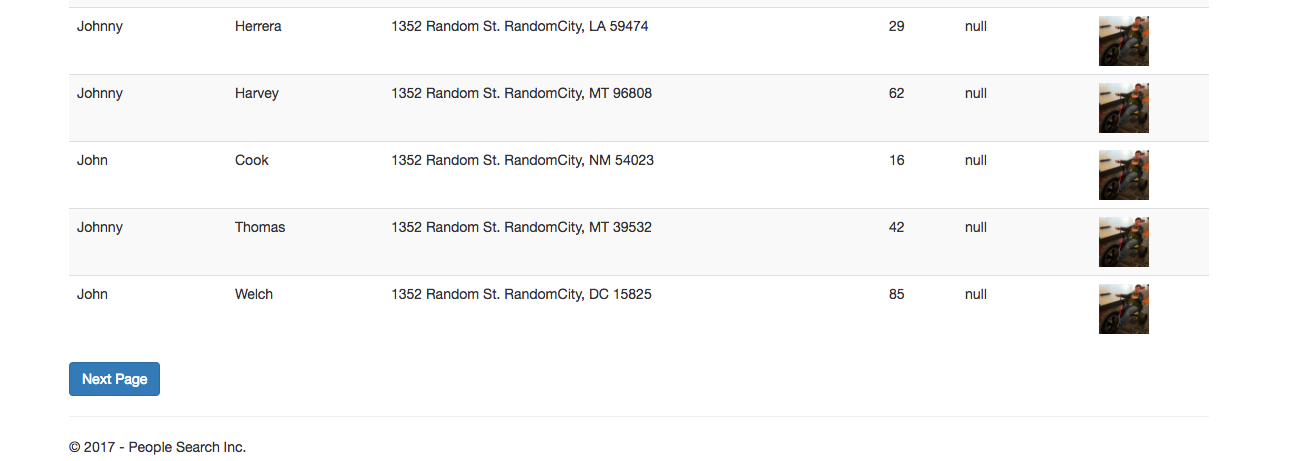 Johnny Herrera 1352 Random St. RandomCity, LA 59474 29 null
Johnny Harvey 1352 Random St. RandomCity, MT 96808 62 null
John Cook 1352 Random St. RandomCity, NM 54023 16 null
Johnny Thomas 1352 Random St. RandomCity, MT 39532 42 null
John Welch 1352 Random St. RandomCity, DC 15825 85 null
Next Page
© 2017 - People Search Inc.